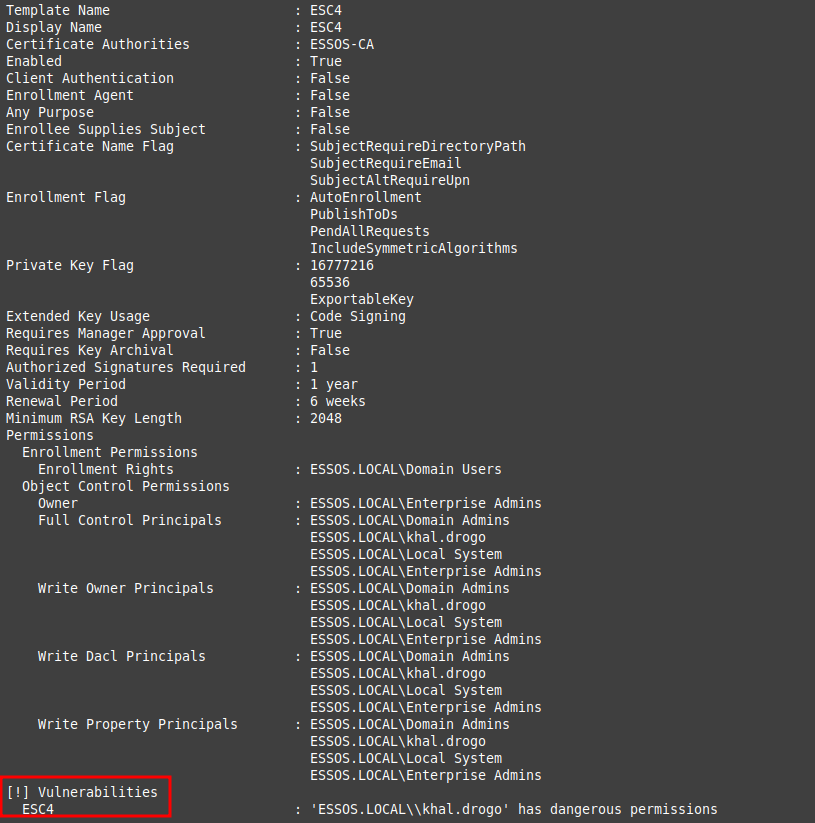 Template Name : ESC4
Display Name : ESC4
Certificate Authorities : ESSOS-CA
Enabled : True
Client Authentication : False
Enrollment Agent : False
Any Purpose : False
Enrollee Supplies Subject : False
Certificate Name Flag : SubjectRequireDirectoryPath
SubjectRequireEmail
SubjectAltRequireUpn
Enrollment Flag : AutoEnrollment
PublishToDs
PendAllRequests
IncludeSymmetricAlgorithms
Private Key Flag : 16777216
65536
ExportableKey
Extended Key Usage : Code Signing
Requires Manager Approval : True
Requires Key Archival : False
Authorized Signatures Required : 1
Validity Period : 1 year
Renewal Period : 6 weeks
Minimum RSA Key Length : 2048
Permissions
Enrollment Permissions
Enrollment Rights : ESSOS.LOCAL\Domain Users
Object Control Permissions
Owner : ESSOS.LOCAL\Enterprise Admins
Full Control Principals : ESSOS.LOCAL\Domain Admins
ESSOS.LOCAL\khal.drogo
ESSOS.LOCAL\Local System
ESSOS.LOCAL\Enterprise Admins
Write Owner Principals : ESSOS.LOCAL\Domain Admins
ESSOS.LOCAL\khal.drogo
ESSOS.LOCAL\Local System
ESSOS.LOCAL\Enterprise Admins
Write Dacl Principals : ESSOS.LOCAL\Domain Admins
ESSOS.LOCAL\khal.drogo
ESSOS.LOCAL\Local System
ESSOS.LOCAL\Enterprise Admins
Write Property Principals : ESSOS.LOCAL\Domain Admins
ESSOS.LOCAL\khal.drogo
ESSOS.LOCAL\Local System
ESSOS.LOCAL\Enterprise Admins
[!] Vulnerabilities
ESC4 : 'ESSOS.LOCAL\\khal.drogo' has dangerous permissions